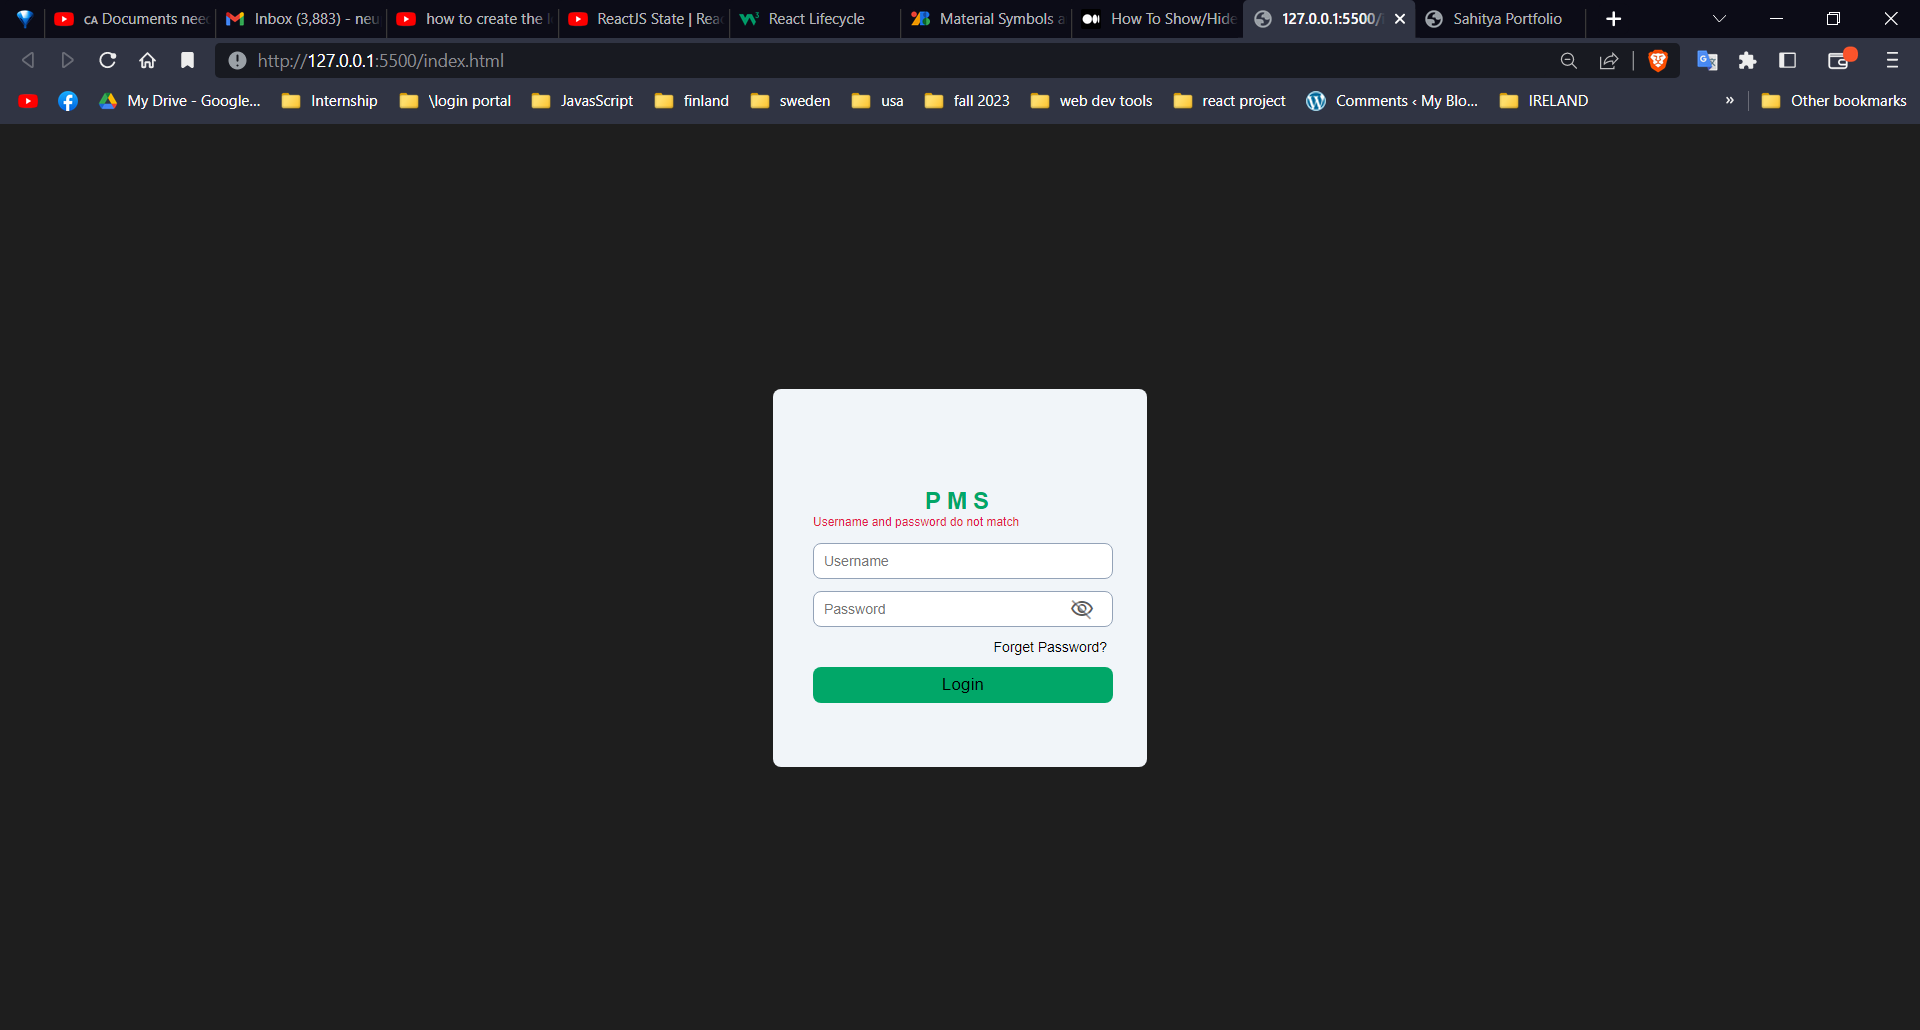 CA Documents nee
Inbox (3,883) - neu
how to create the l
ReactJS State | Rea
React Lifecycle
Material Symbols a
How To Show/Hide
127.0.0.1:5500/
Sahitya Portfolio
http://127.0.0.1:5500/index.html
My Drive - Google...
Internship
\login portal
JavasScript
finland
sweden
usa
fall 2023
web dev tools
react project
Comments ‹ My Blo...
IRELAND
»
Other bookmarks
P M S
Username and password do not match
Username
Password
Forget Password?
Login